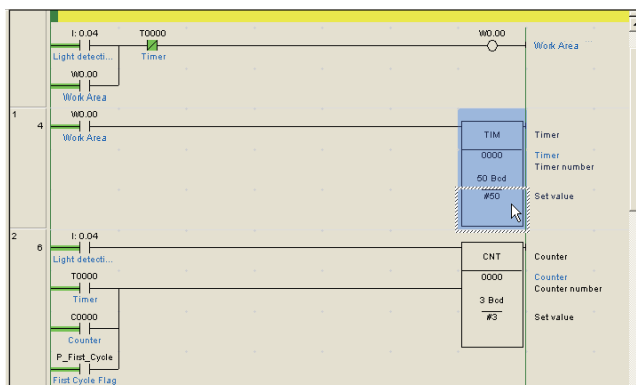 I: 0.04 T0000 W0.00
Light detecti... Timer Work Area
W0.00
Work Area
1
4 W0.00
Work Area
TIM Timer
0000 Timer
Timer number
50 Bcd
#50 Set value
2
6 I: 0.04
Light detecti...
CNT Counter
T0000 0000 Counter
Timer Counter number
3 Bcd
C0000 #3 Set value
Counter
P_First_Cycle
First Cycle Flag